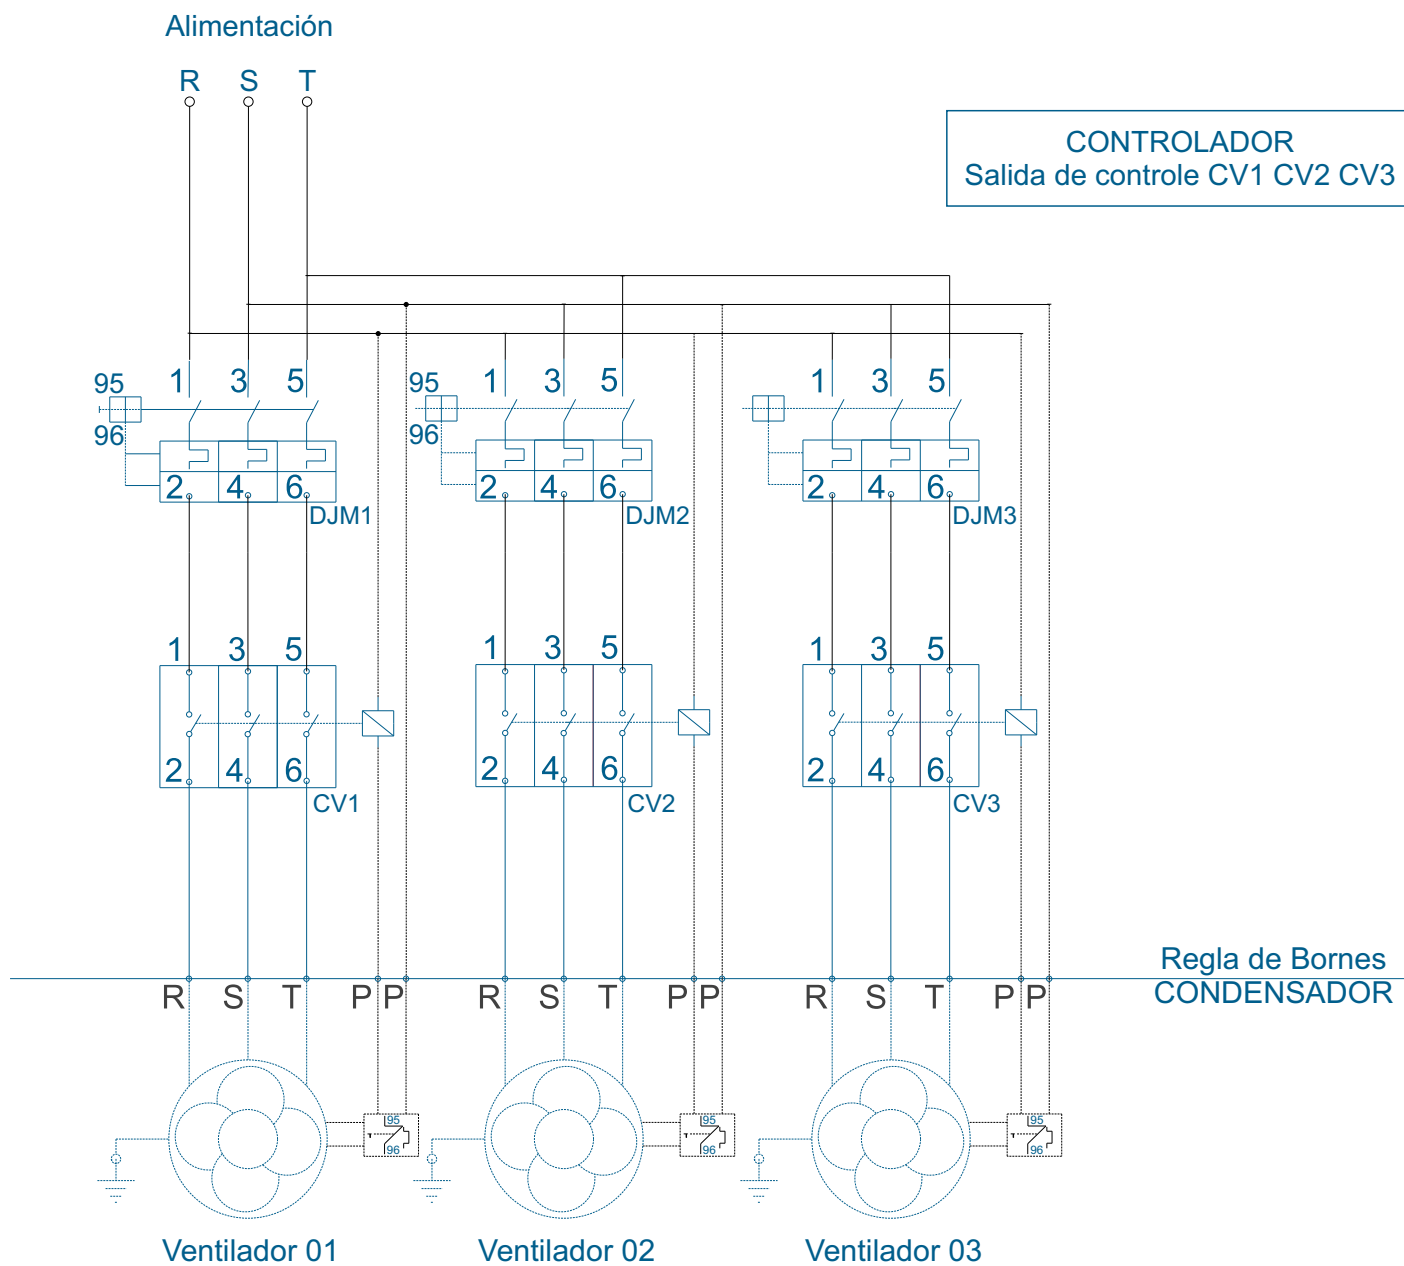 Alimentación
R S T
CONTROLADOR
Salida de controle CV1 CV2 CV3
95 1 3 5 95 1 3 5 1 3 5
96 96
2 4 6 2 4 6 2 4 6
DJM1 DJM2 DJM3
1 3 5 1 3 5 1 3 5
2 4 6 2 4 6 2 4 6
CV1 CV2 CV3
Regla de Bornes
R S T P P R S T P P R S T P P CONDENSADOR
95 95 95
96 96 96
Ventilador 01 Ventilador 02 Ventilador 03